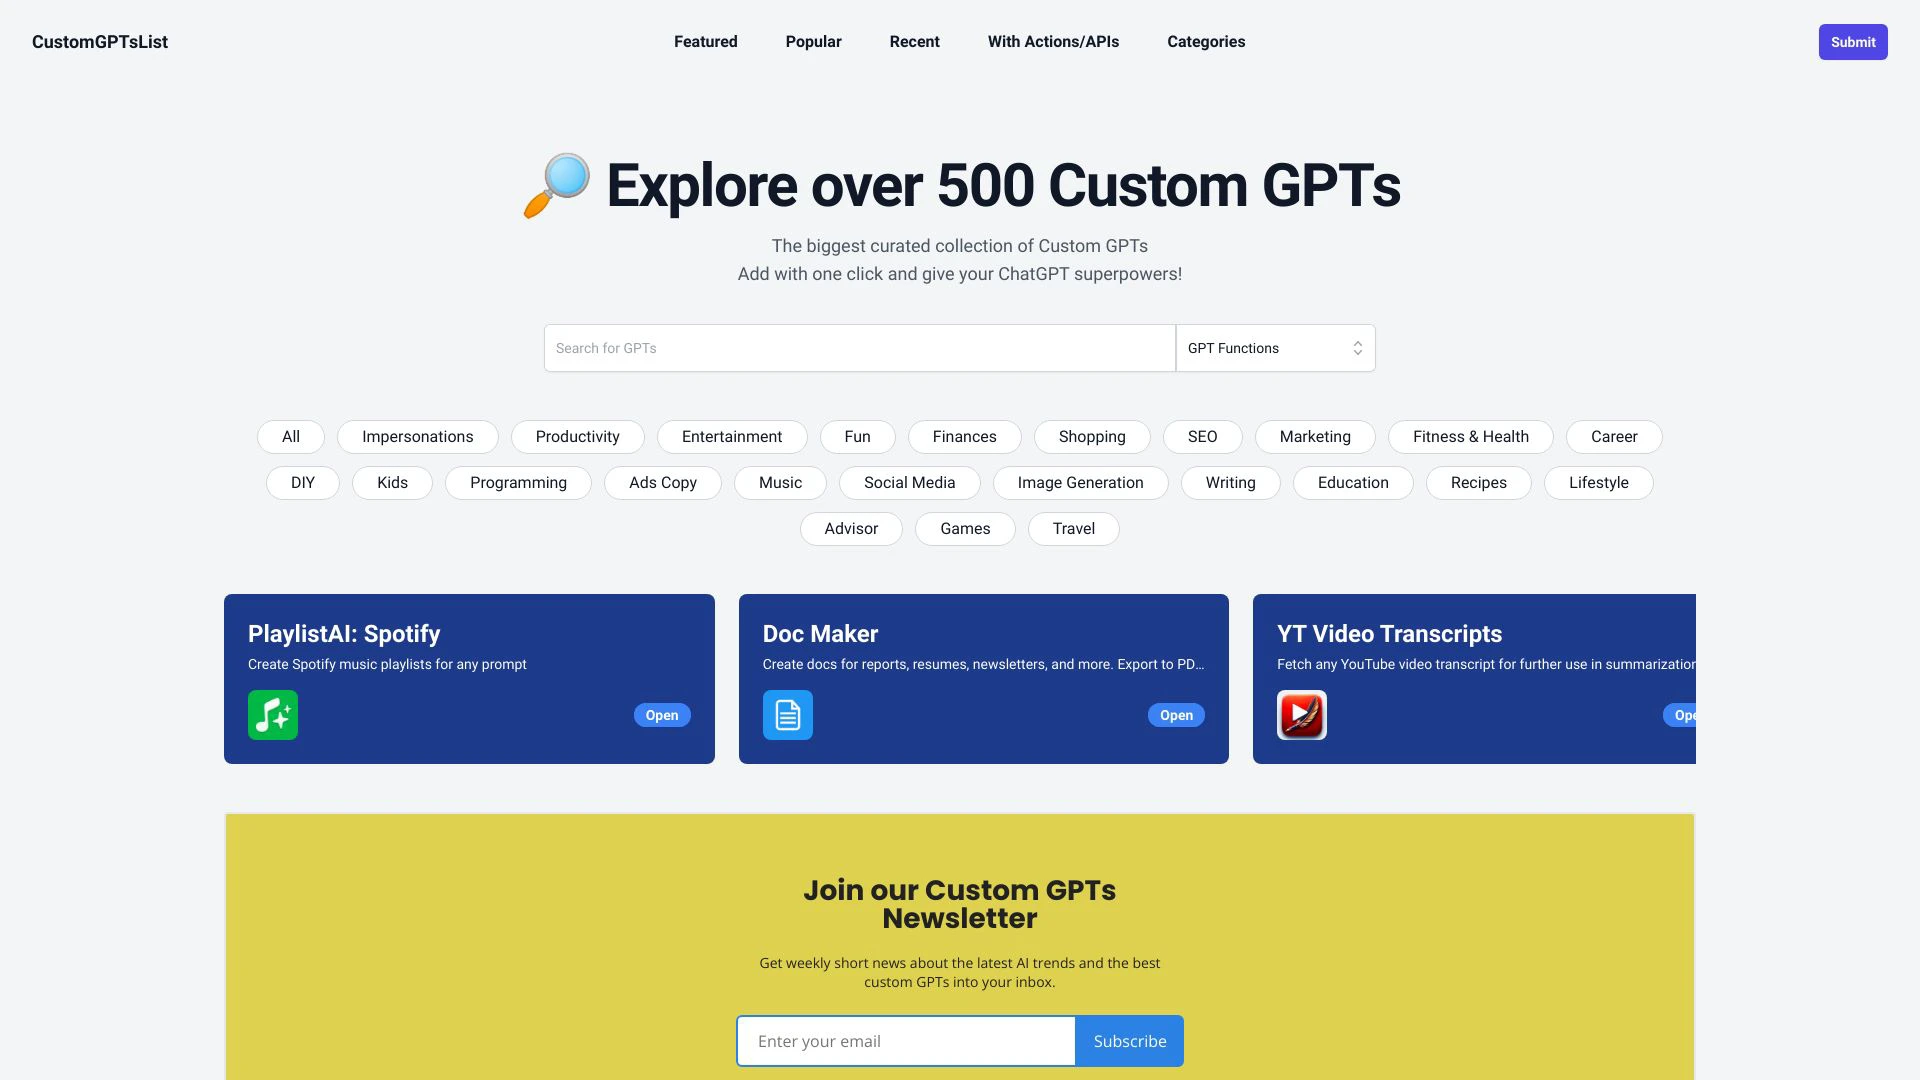 CustomGPTsList
Featured Popular Recent With Actions/APIs Categories
Submit
Explore over 500 Custom GPTs
The biggest curated collection of Custom GPTs
Add with one click and give your ChatGPT superpowers!
Search for GPTs
GPT Functions
All Impersonations Productivity Entertainment Fun Finances Shopping SEO Marketing Fitness & Health Career
DIY Kids Programming Ads Copy Music Social Media Image Generation Writing Education Recipes Lifestyle
Advisor Games Travel
PlaylistAI: Spotify
Create Spotify music playlists for any prompt
Open
Doc Maker
Create docs for reports, resumes, newsletters, and more. Export to PD...
Open
YT Video Transcripts
Fetch any YouTube video transcript for further use in summarization
Ope
Join our Custom GPTs
Newsletter
Get weekly short news about the latest AI trends and the best
custom GPTs into your inbox.
Enter your email
Subscribe